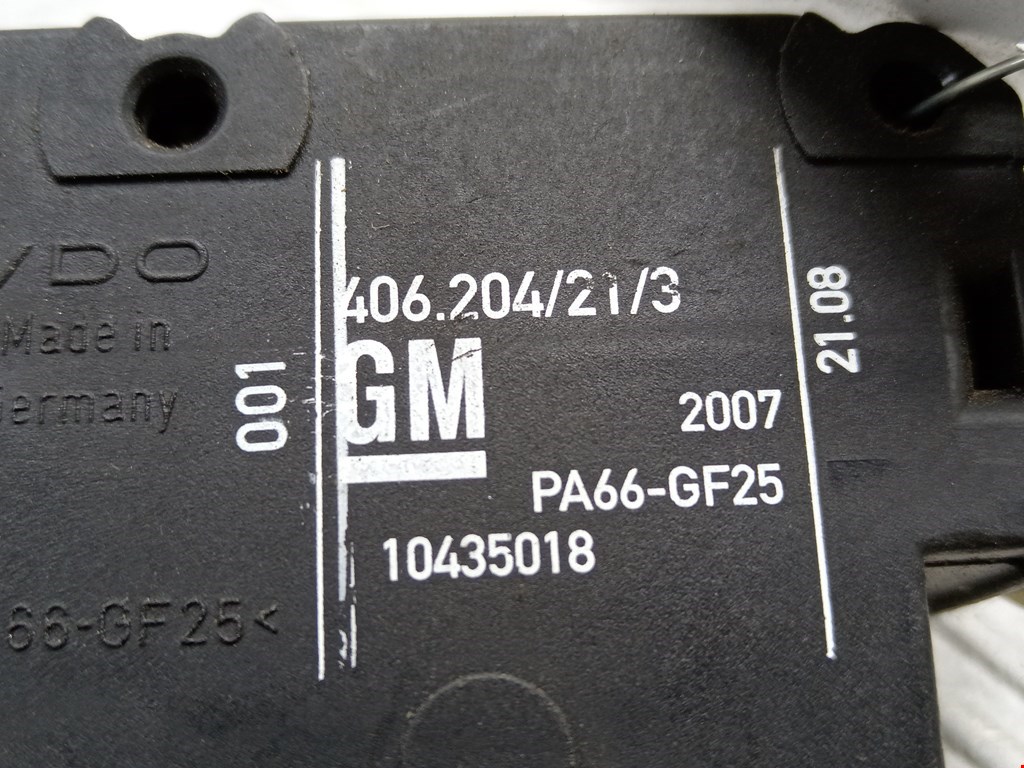 VDO
Made in
Germany
66-GF25<
001
406.204/21/3
GM
2007
PA66-GF25
10435018
21.08